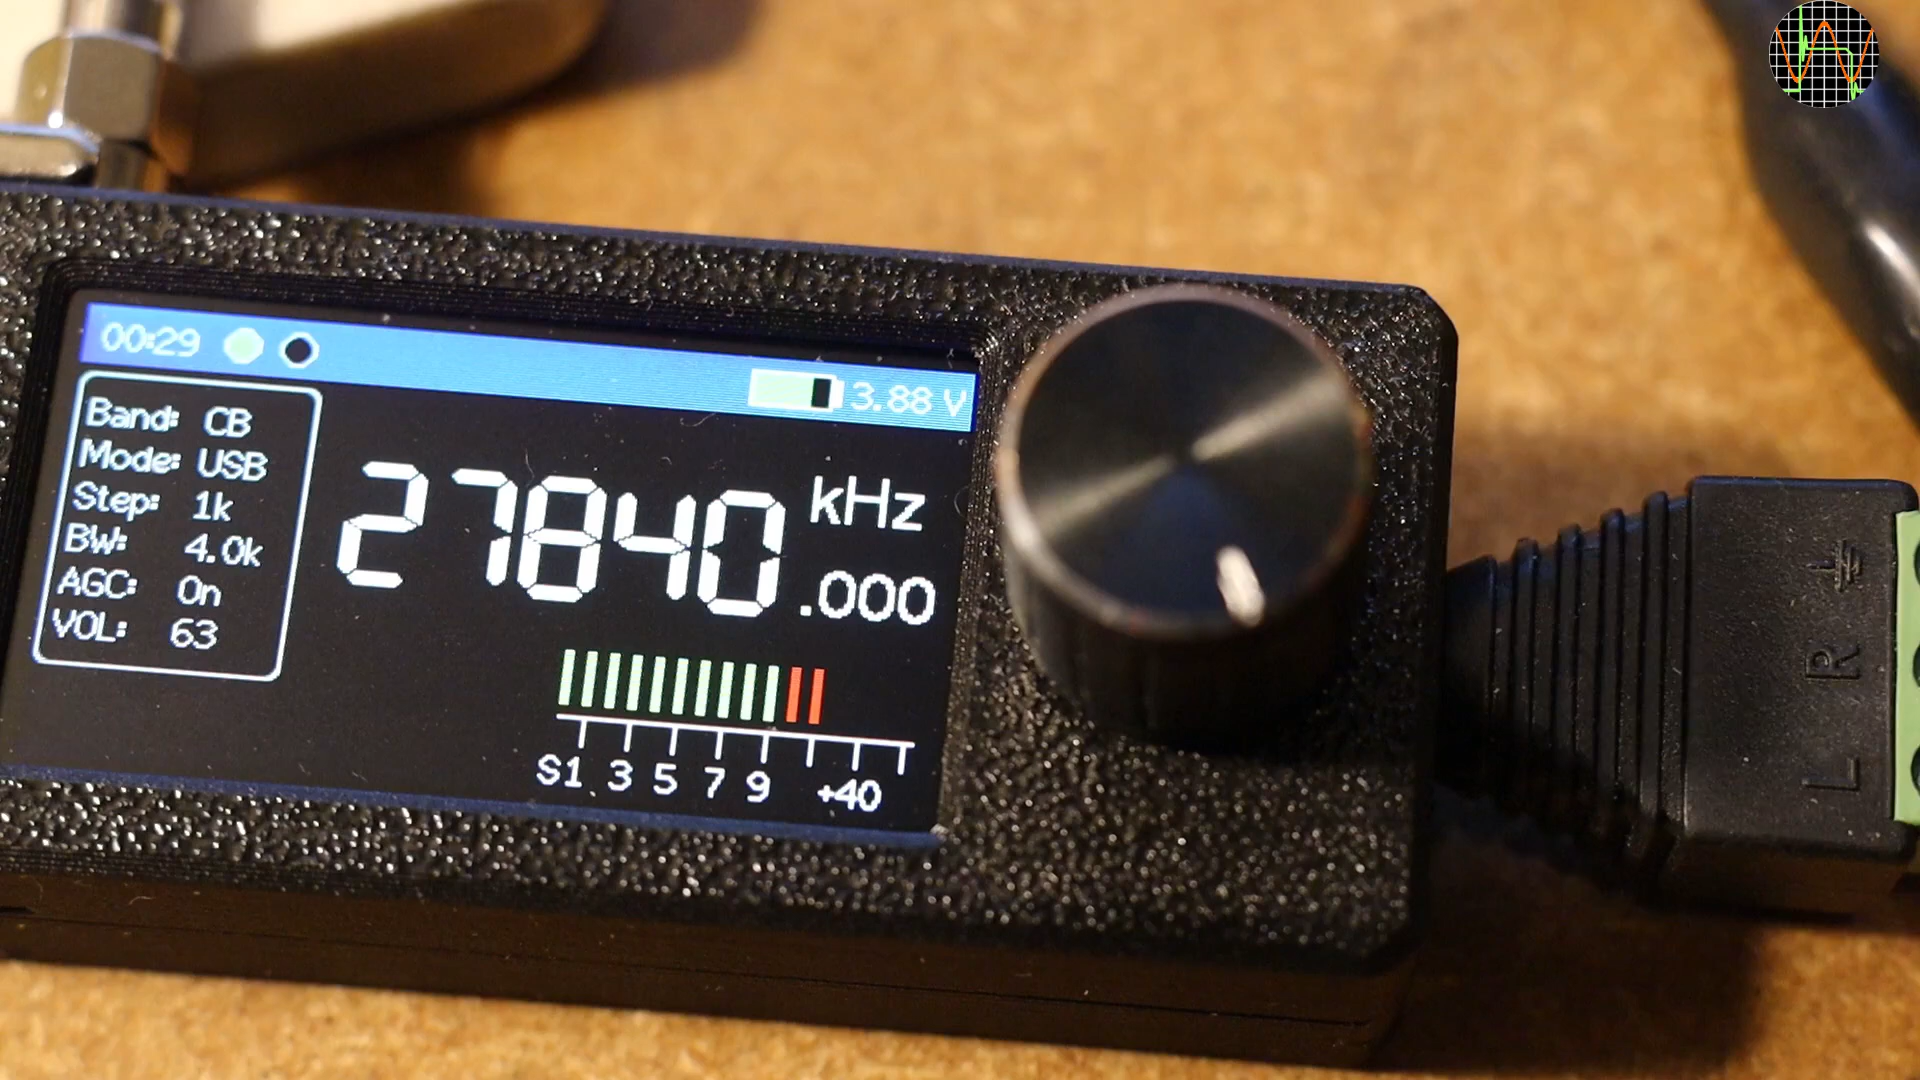 00:29
3.88 V
Band: CB
Mode: USB
Step: 1k
BW: 4.0k
AGC: On
VOL: 63
27840 kHz
.000
S1 3 5 7 9 +40
L R